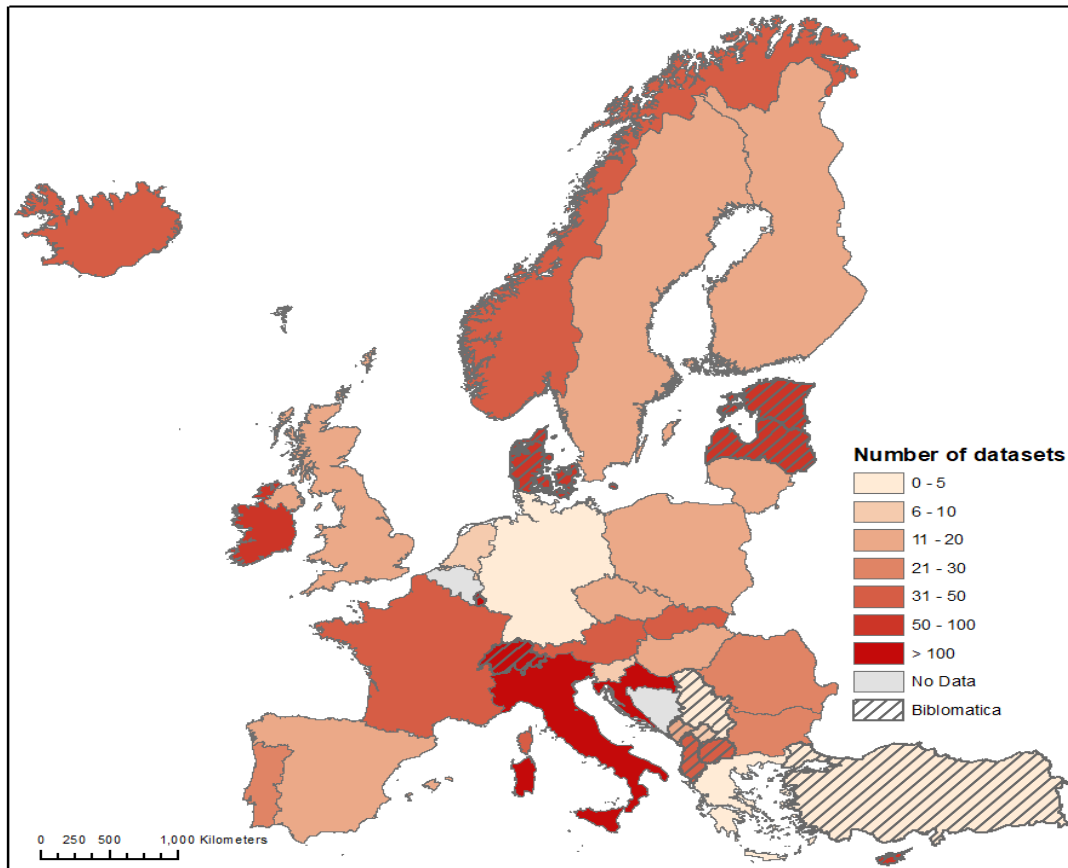 Number of datasets
0 - 5
6 - 10
11 - 20
21 - 30
31 - 50
50 - 100
> 100
No Data
Biblomatica
0 250 500 1,000 Kilometers